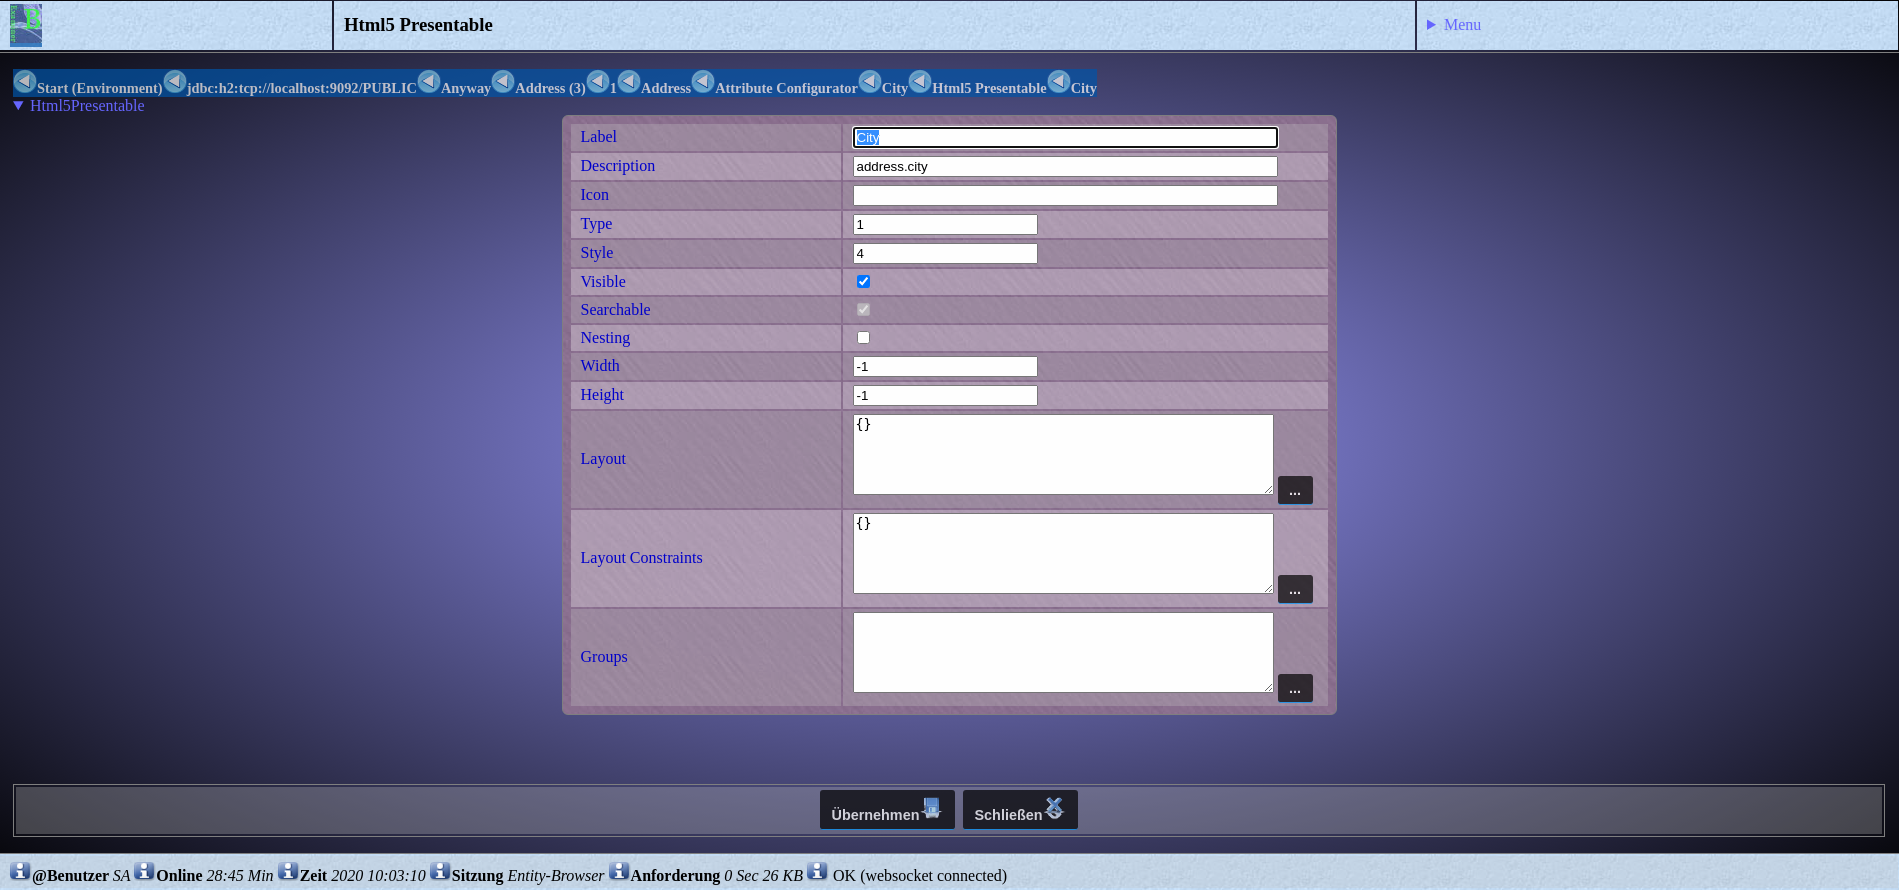 Html5 Presentable
Menu
Start (Environment) jdbc:h2:tcp://localhost:9092/PUBLIC Anyway Address (3) 1 Address Attribute Configurator City Html5 Presentable City
Html5Presentable
Label City
Description address.city
Icon
Type 1
Style 4
Visible
Searchable
Nesting
Width -1
Height -1
Layout {}
...
Layout Constraints {}
...
Groups
...
Übernehmen Schließen
@Benutzer SA Online 28:45 Min Zeit 2020 10:03:10 Sitzung Entity-Browser Anforderung 0 Sec 26 KB OK (websocket connected)